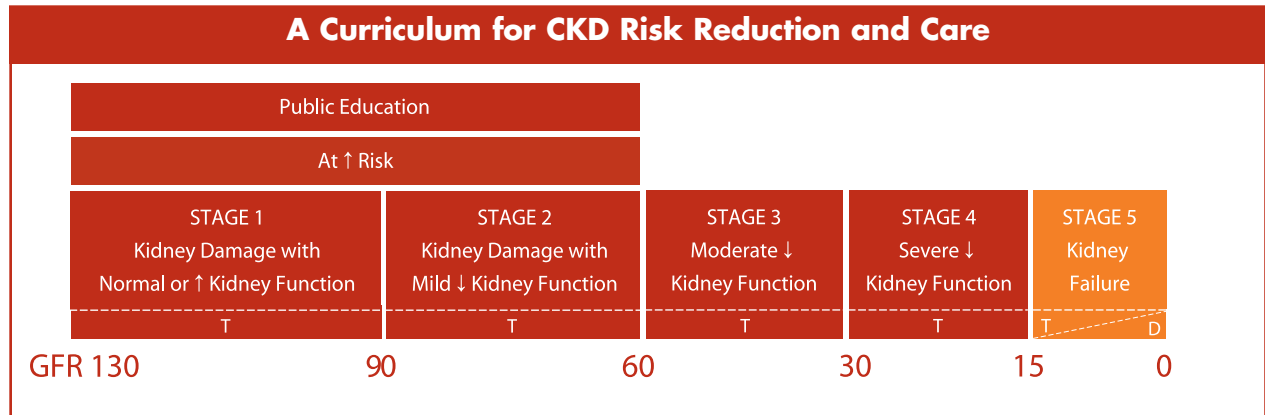 A Curriculum for CKD Risk Reduction and Care
Public Education
At ↑ Risk
STAGE 1
Kidney Damage with
Normal or ↑ Kidney Function
T
STAGE 2
Kidney Damage with
Mild ↓ Kidney Function
T
STAGE 3
Moderate ↓
Kidney Function
T
STAGE 4
Severe ↓
Kidney Function
T
STAGE 5
Kidney
Failure
T D
GFR 130 90 60 30 15 0